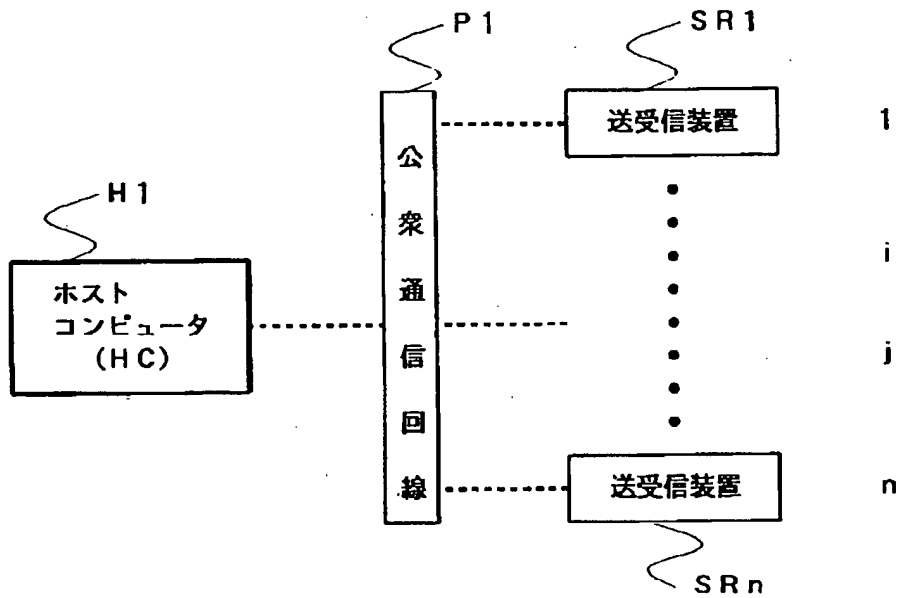 P1
SR1
送受信装置
1
H1
公衆通信回線
i
ホスト
コンピュータ
(HC)
j
送受信装置
n
SRn